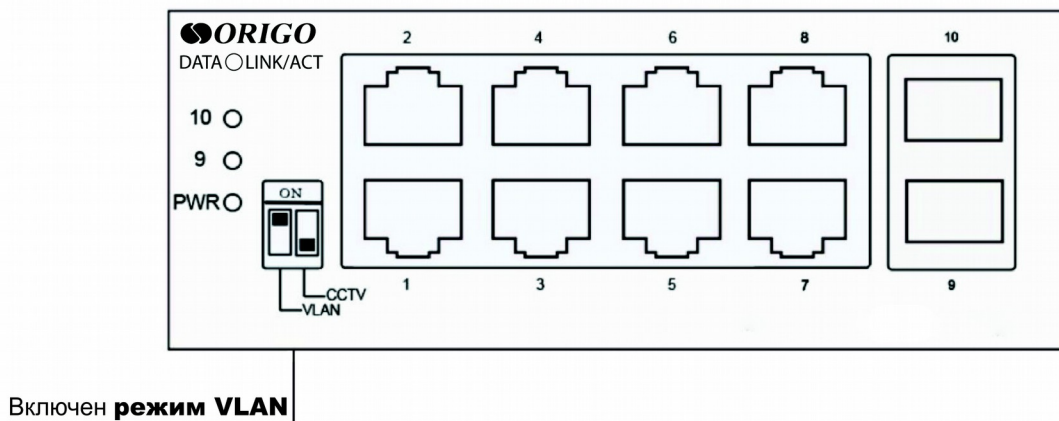 ORIGO
DATA LINK/ACT
2 4 6 8 10
10
9
PWR
ON
CCTV
VLAN
1 3 5 7 9
Включен режим VLAN